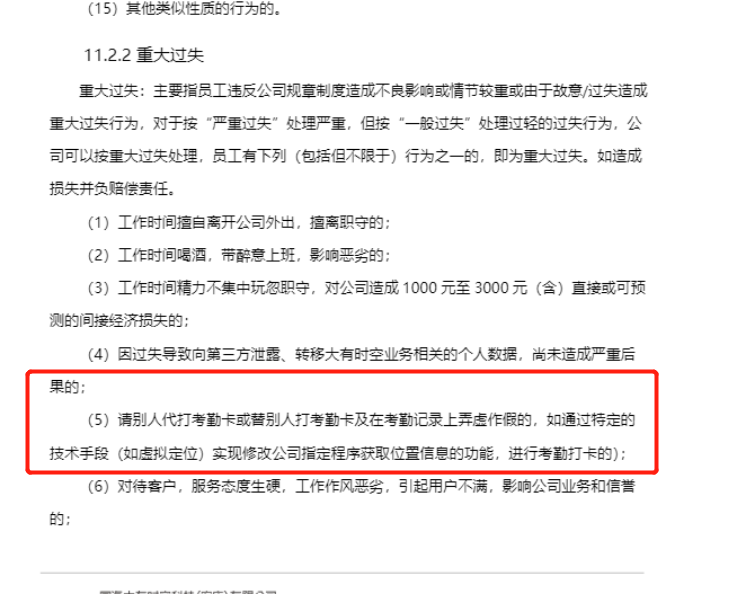 （15）其他类似性质的行为的。
11.2.2 重大过失
重大过失：主要指员工违反公司规章制度造成不良影响或情节较重或由于故意/过失造成
重大过失行为，对于按“严重过失”处理严重，但按“一般过失”处理过轻的过失行为，公
司可以按重大过失处理，员工有下列（包括但不限于）行为之一的，即为重大过失。如造成
损失并负赔偿责任。
（1）工作时间擅自离开公司外出，擅离职守的；
（2）工作时间喝酒，带醉意上班，影响恶劣的；
（3）工作时间精力不集中玩忽职守，对公司造成 1000 元至 3000 元（含）直接或可预
测的间接经济损失的；
（4）因过失导致向第三方泄露、转移大有时空业务相关的个人数据，尚未造成严重后
果的；
（5）请别人代打考勤卡或替别人打考勤卡及在考勤记录上弄虚作假的，如通过特定的
技术手段（如虚拟定位）实现修改公司指定程序获取位置信息的功能，进行考勤打卡的)；
（6）对待客户，服务态度生硬，工作作风恶劣，引起用户不满，影响公司业务和信誉
的；